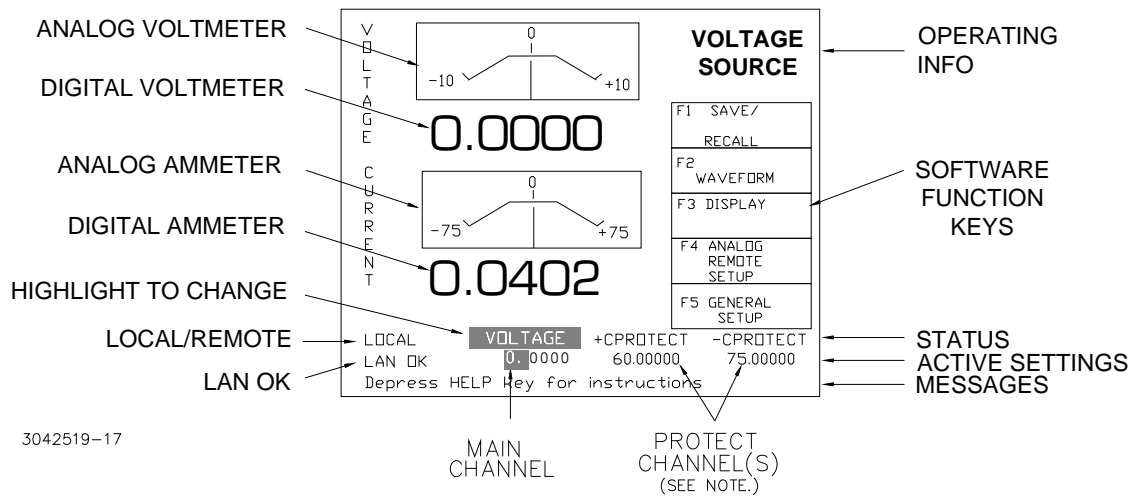 ANALOG VOLTMETER
DIGITAL VOLTMETER
ANALOG AMMETER
DIGITAL AMMETER
HIGHLIGHT TO CHANGE
LOCAL/REMOTE
LAN OK
VOLTAGE
CURRENT
0
-10
+10
0.0000
0
-75
+75
0.0402
VOLTAGE
SOURCE
F1 SAVE/
RECALL
F2
WAVEFORM
F3 DISPLAY
F4 ANALOG
REMOTE
SETUP
F5 GENERAL
SETUP
LOCAL VOLTAGE +CPROTECT -CPROTECT
LAN OK 0.0000 60.00000 75.00000
Depress HELP key for instructions
OPERATING
INFO
SOFTWARE
FUNCTION
KEYS
STATUS
ACTIVE SETTINGS
MESSAGES
MAIN
CHANNEL
PROTECT
CHANNEL(S)
(SEE NOTE.)
3042519-17